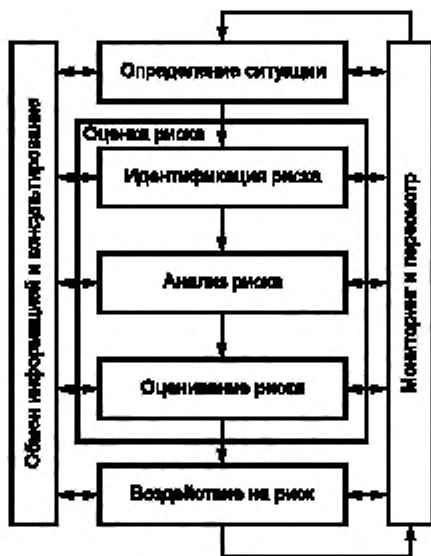 Определение ситуации
Оценка риска
Идентификация риска
Анализ риска
Оценивание риска
Воздействие на риск
Обмен информацией и консультирование
Мониторинг и пересмотр